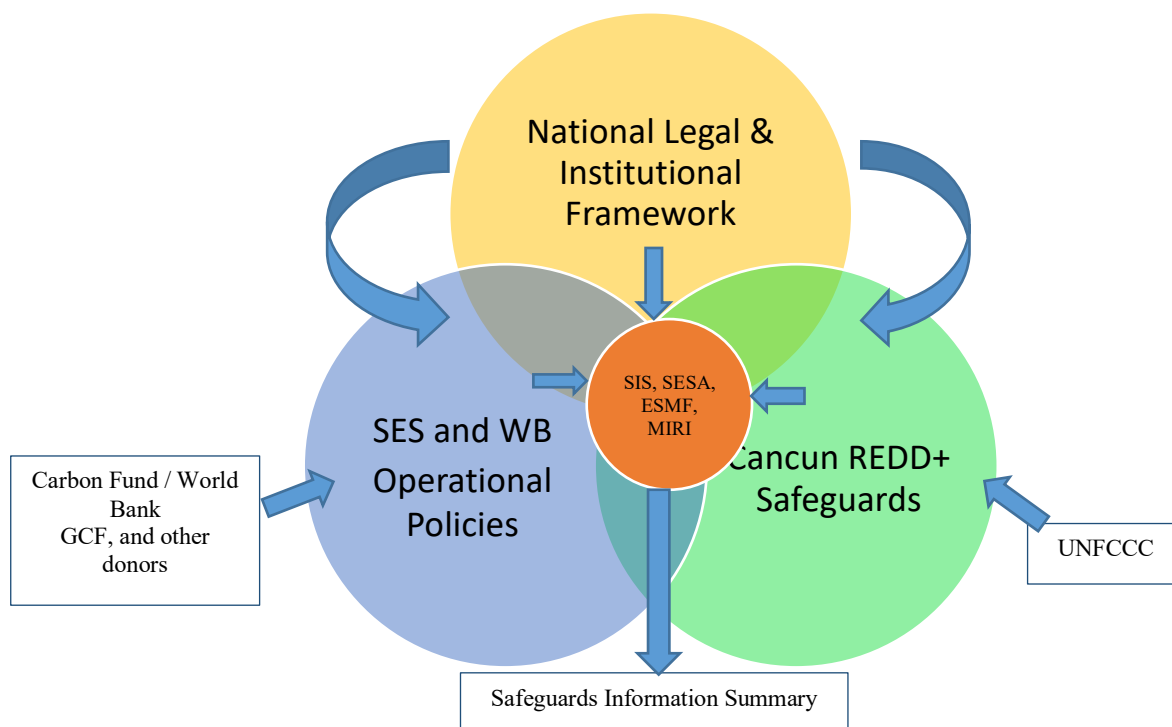 National Legal &
Institutional
Framework
SIS, SESA,
ESMF,
MIRI
SES and WB
Operational
Policies
Cancun REDD+
Safeguards
Carbon Fund / World
Bank
GCF, and other
donors
UNFCCC
Safeguards Information Summary